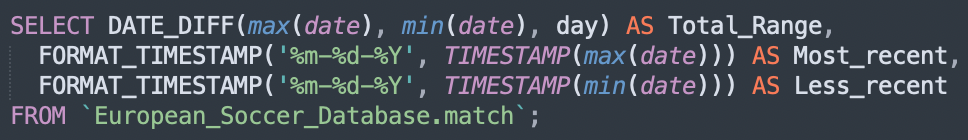 SELECT DATE_DIFF(max(date), min(date), day) AS Total_Range,
FORMAT_TIMESTAMP('%m-%d-%Y', TIMESTAMP(max(date))) AS Most_recent,
FORMAT_TIMESTAMP('%m-%d-%Y', TIMESTAMP(min(date))) AS Less_recent
FROM `European_Soccer_Database.match`;